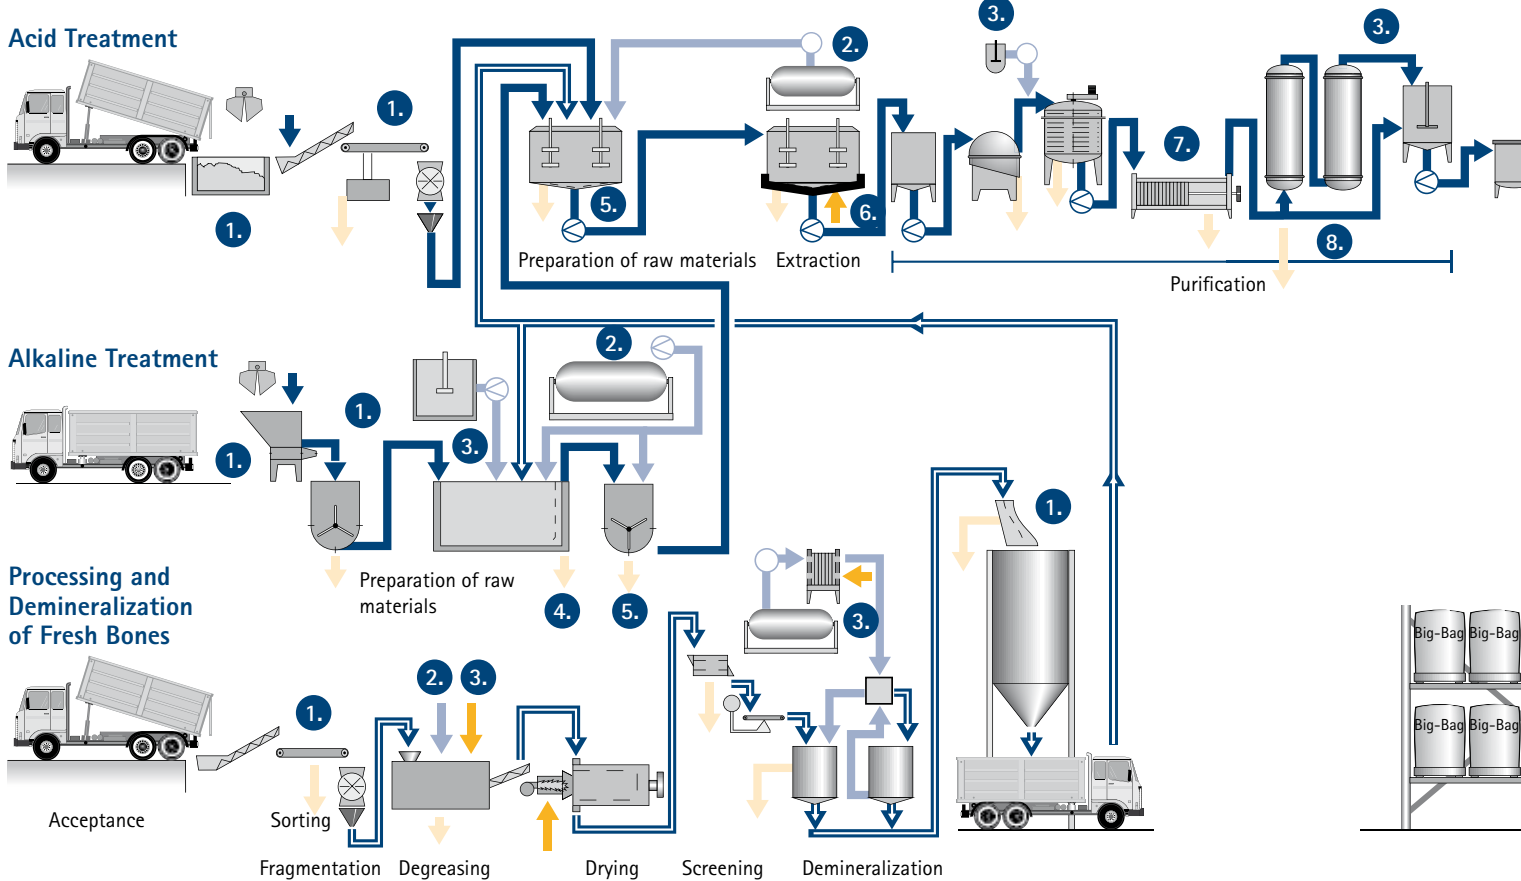 3.
3.
Acid Treatment
2.
1.
7.
5.
6.
1.
8.
Preparation of raw materials
Extraction
Purification
Alkaline Treatment
2.
1.
3.
1.
1.
Processing and
Demineralization
of Fresh Bones
Preparation of raw
materials
4.
5.
3.
Big-Bag
Big-Bag
2.
3.
1.
Big-Bag
Big-Bag
Acceptance
Sorting
Fragmentation
Degreasing
Drying
Screening
Demineralization